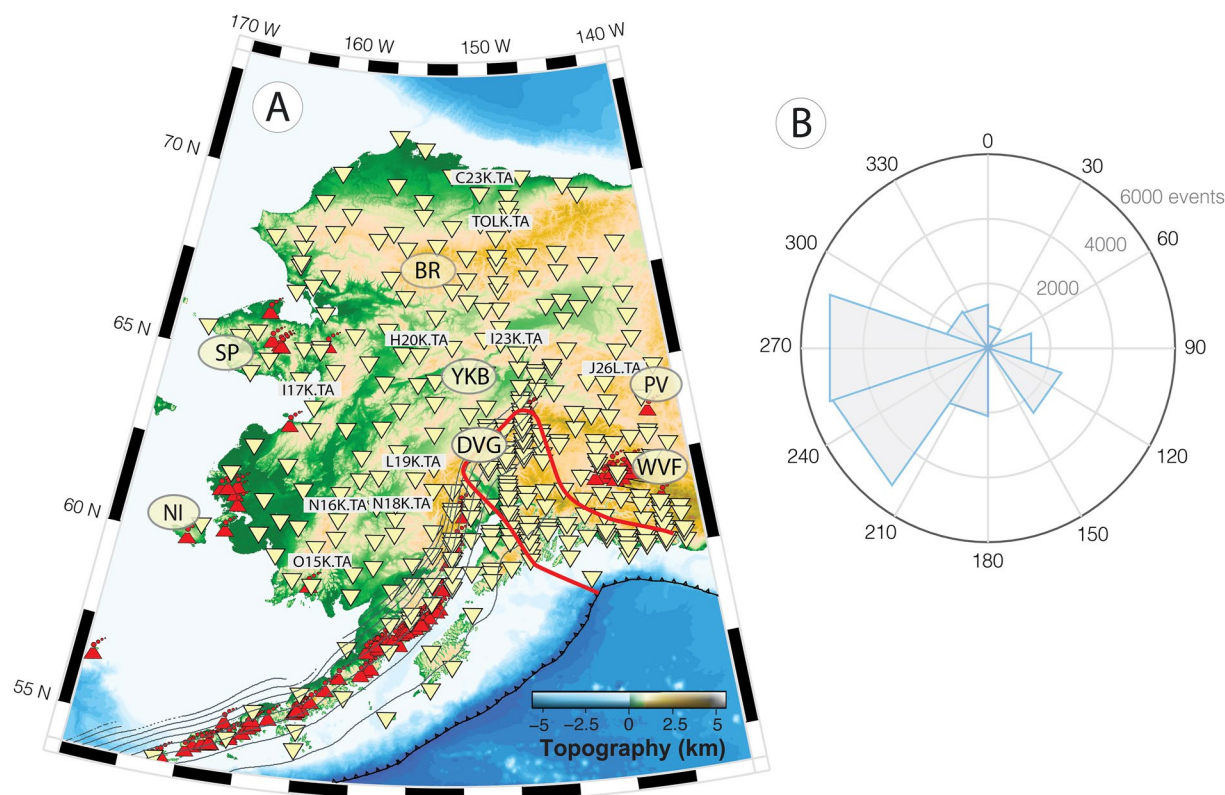 170 W
160 W
150 W
140 W
A
B
70 N
65 N
60 N
55 N
C23K.TA
TOLK.TA
BR
H20K.TA
I23K.TA
SP
YKB
J26L.TA
PV
I17K.TA
DVG
L19K.TA
WVF
N16K.TA
N18K.TA
NI
O15K.TA
−5
−2.5
0
2.5
5
Topography (km)
0
30
60
90
120
150
180
210
240
270
300
330
6000 events
4000
2000